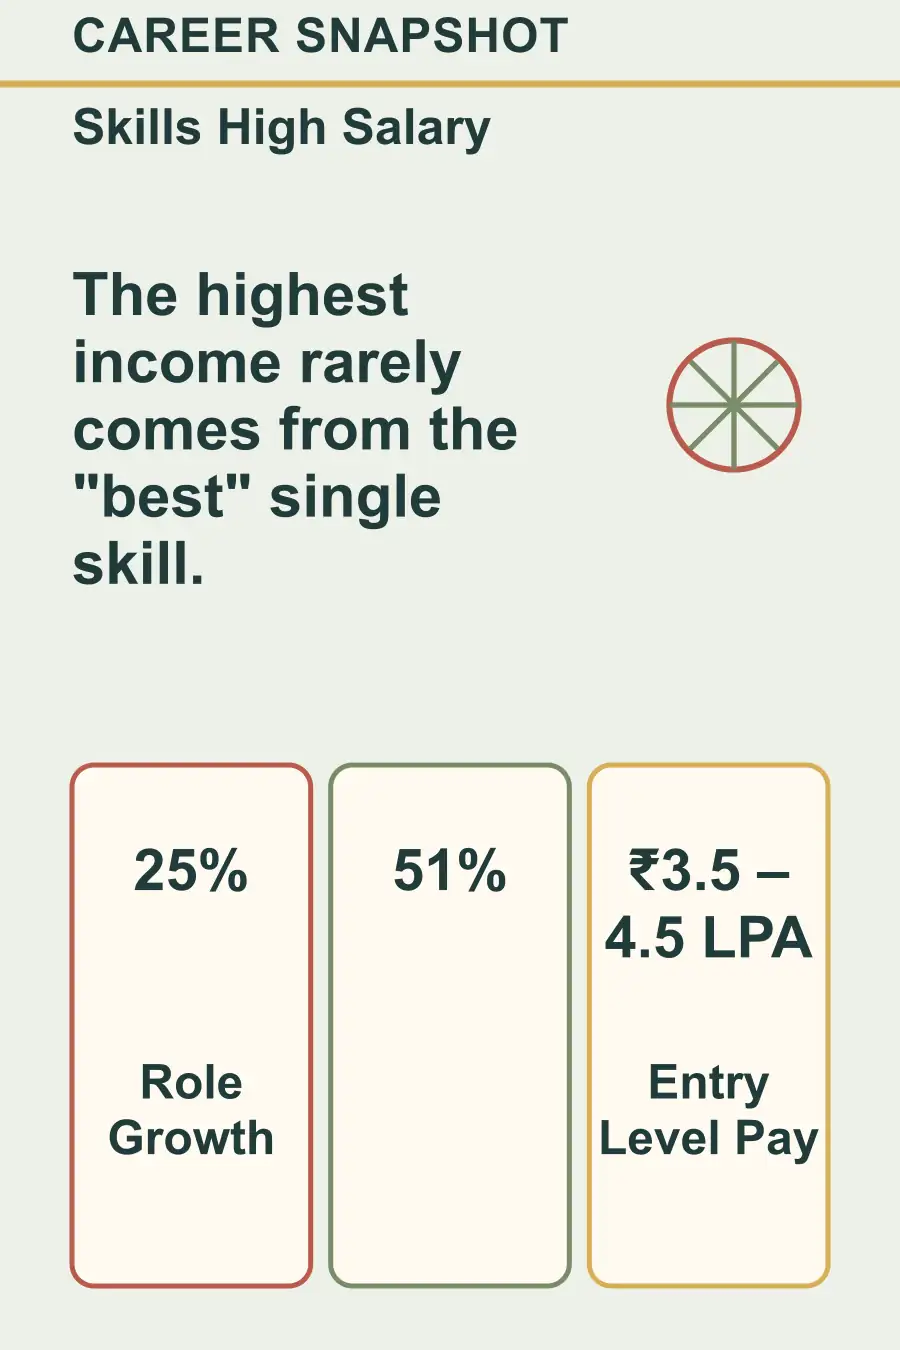 CAREER SNAPSHOT
Skills High Salary
The highest
income rarely
comes from the
"best" single
skill.
25%
Role
Growth
51%
₹3.5 –
4.5 LPA
Entry
Level Pay